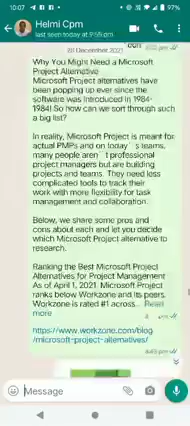 10:07
97%
Helmi Cpm
last seen today at 9:59 pm
20 December 2021
Why You Might Need a Microsoft
Project Alternative
Microsoft Project alternatives have
been popping up ever since the
software was introduced in 1984-
1984! So how can we sort through such
a big list?
In reality, Microsoft Project is meant for
actual PMPs and on today´s teams,
many people aren´t professional
project managers but are building
projects and teams. They need less
complicated tools to track their
work with more flexibility for task
management and collaboration.
Below, we share some pros and
cons about each and let you decide
which Microsoft Project alternative to
research.
Ranking the Best Microsoft Project
Alternatives for Project Management
As of April 1, 2021, Microsoft Project
ranks below Workzone and its peers.
Workzone is rated #1 across... Read
more
https://www.workzone.com/blog
/microsoft-project-alternatives/
Message